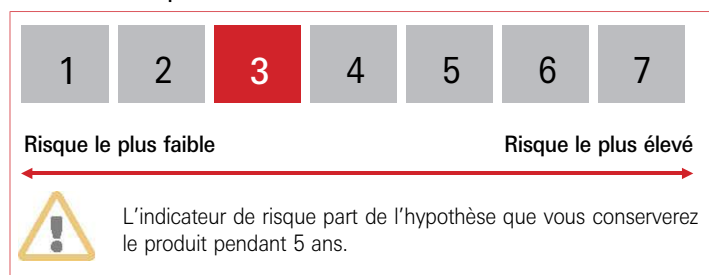 1 2 3 4 5 6 7
Risque le plus faible Risque le plus élevé
L'indicateur de risque part de l'hypothèse que vous conserverez
le produit pendant 5 ans.